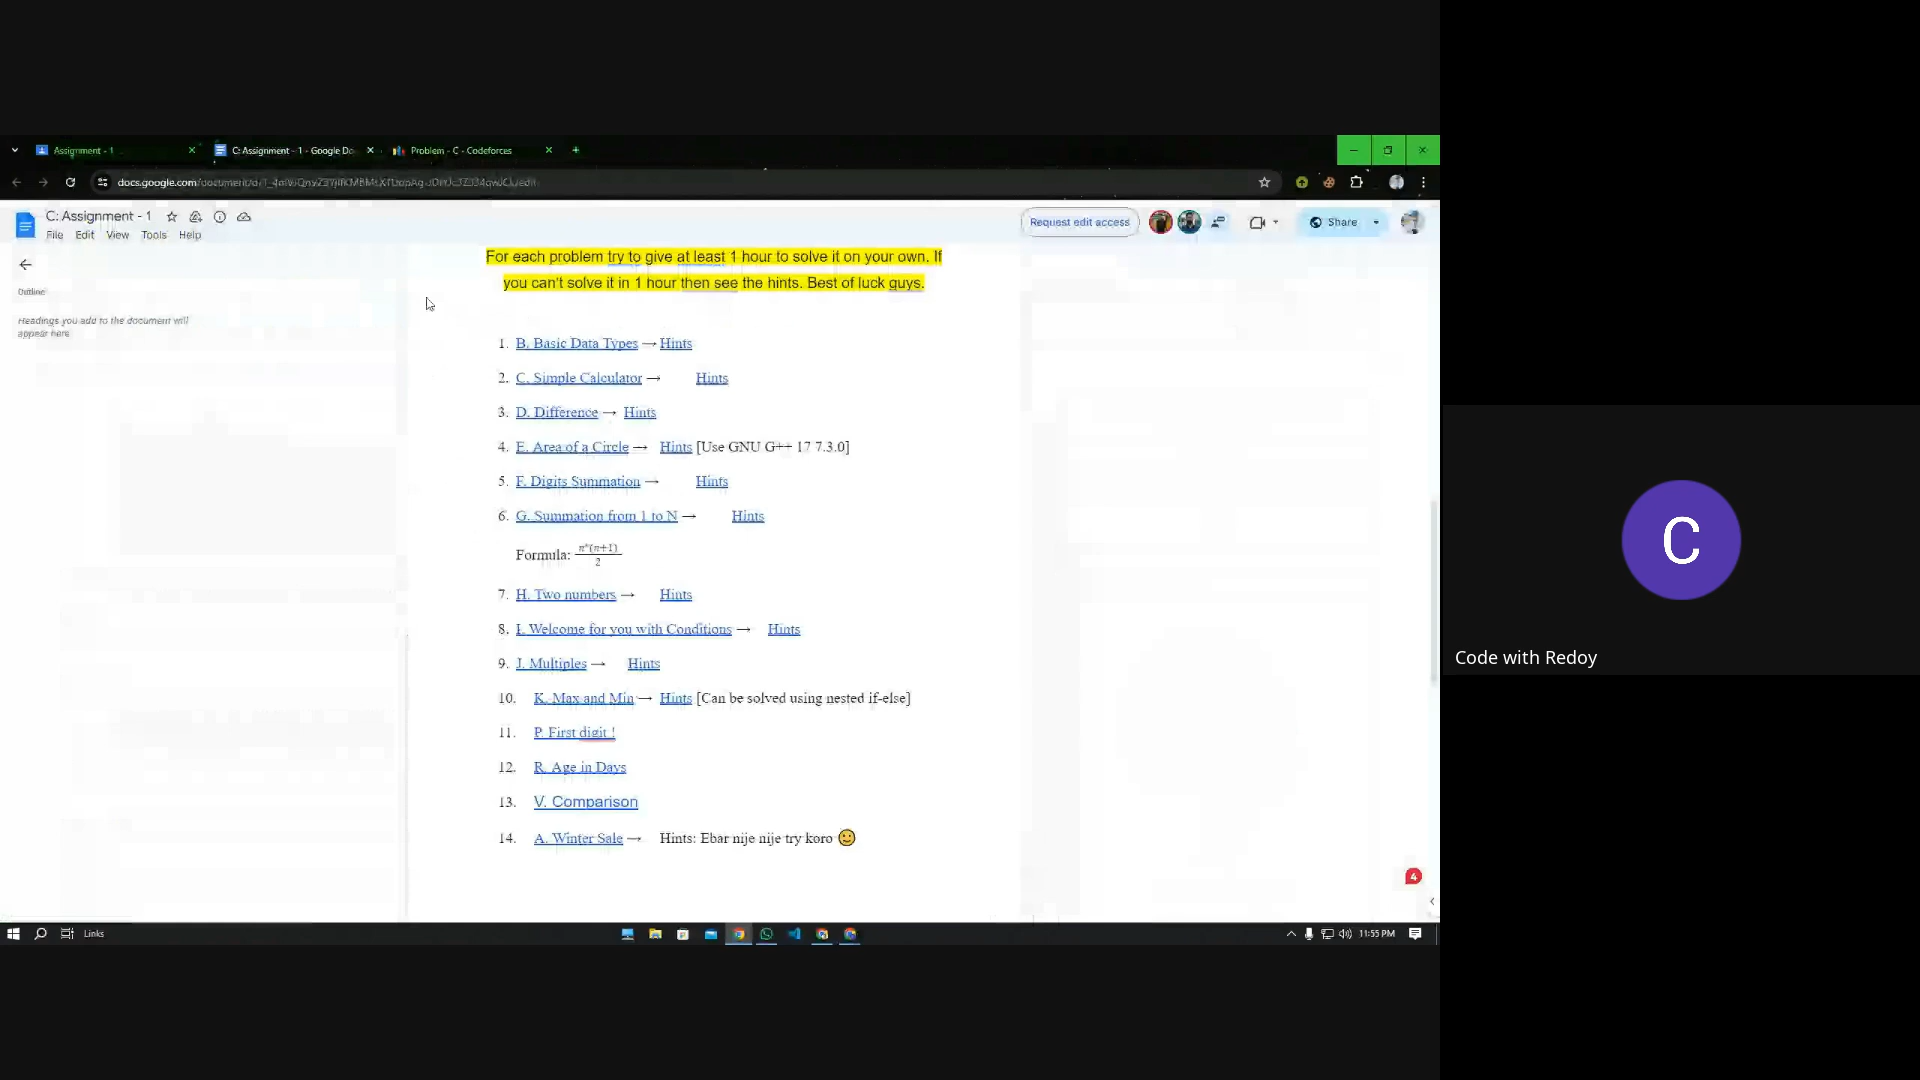 Assignment - 1
C: Assignment - 1 - Google Do
Problem - C - Codeforces
docs.google.com
C: Assignment - 1
File Edit View Tools Help
Request edit access
Share
Outline
Headings you add to the document will
appear here
For each problem try to give at least 1 hour to solve it on your own. If
you can't solve it in 1 hour then see the hints. Best of luck guys.
1. B. Basic Data Types → Hints
2. C. Simple Calculator → Hints
3. D. Difference → Hints
4. E. Area of a Circle → Hints [Use GNU G++ 17 7.3.0]
5. F. Digits Summation → Hints
6. G. Summation from 1 to N → Hints
Formula: n*(n+1)
2
7. H. Two numbers → Hints
8. I. Welcome for you with Conditions → Hints
9. J. Multiples → Hints
10. K. Max and Min → Hints [Can be solved using nested if-else]
11. P. First digit !
12. R. Age in Days
13. V. Comparison
14. A. Winter Sale → Hints: Ebar nije nije try koro 🙂
4
Links
11:55 PM
C
Code with Redoy